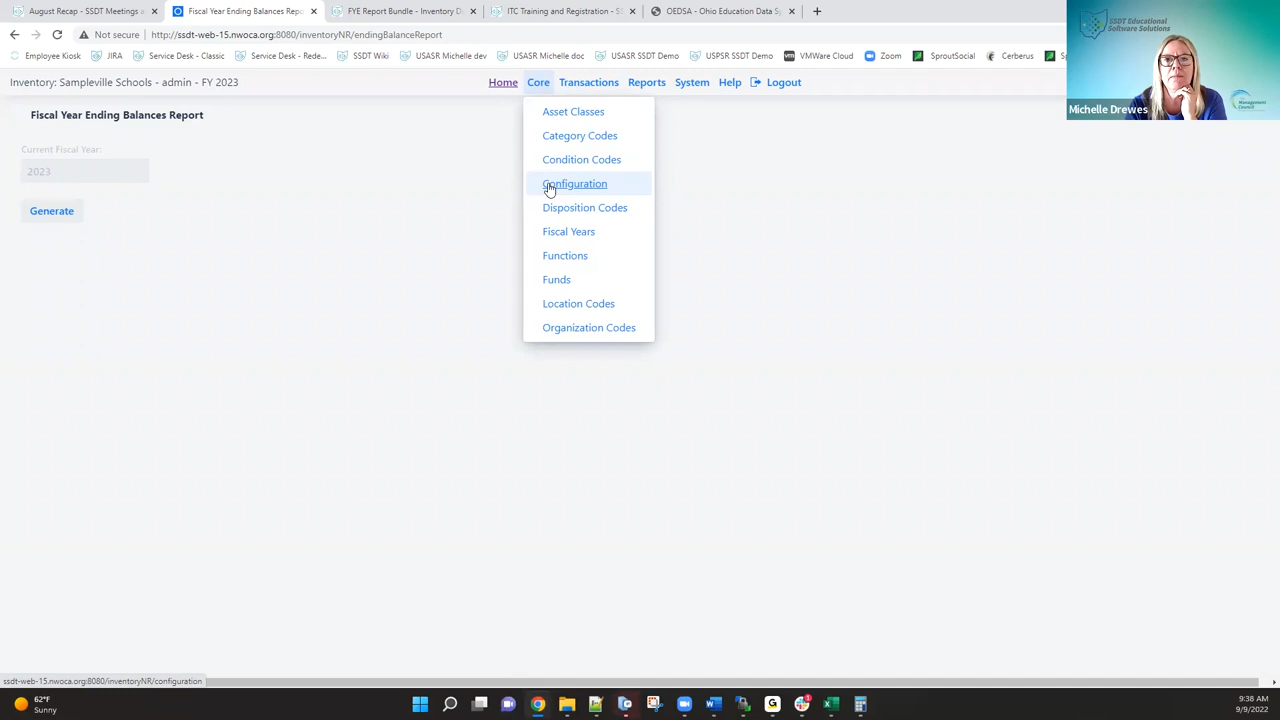 August Recap - SSDT Meetings a
Fiscal Year Ending Balances Repo
FYE Report Bundle - Inventory D
ITC Training and Registration - SS
OEDSA - Ohio Education Data Sy
Not secure
http://ssdt-web-15.nwoca.org:8080/inventoryNR/endingBalancesR
Employee Kiosk
JIRA
Service Desk - Classic
Service Desk - Rede...
SSDT Wiki
USASR Michelle dev
USASR Michelle doc
USASR SSDT Demo
USPSR SSDT Demo
VMWare Cloud
Zoom
SproutSocial
Cerberus
Inventory: Sampleville Schools - admin - FY 2023
Home
Core
Transactions
Reports
System
Help
Logout
Fiscal Year Ending Balances Report
Current Fiscal Year:
2023
Generate
Asset Classes
Category Codes
Condition Codes
Configuration
Disposition Codes
Fiscal Years
Functions
Funds
Location Codes
Organization Codes
SSDT Educational
Software Solutions
Management
Council
Michelle Drewes
ssdt-web-15.nwoca.org:8080/inventoryNR/configuration
62°F
Sunny
9:38 AM
9/9/2022